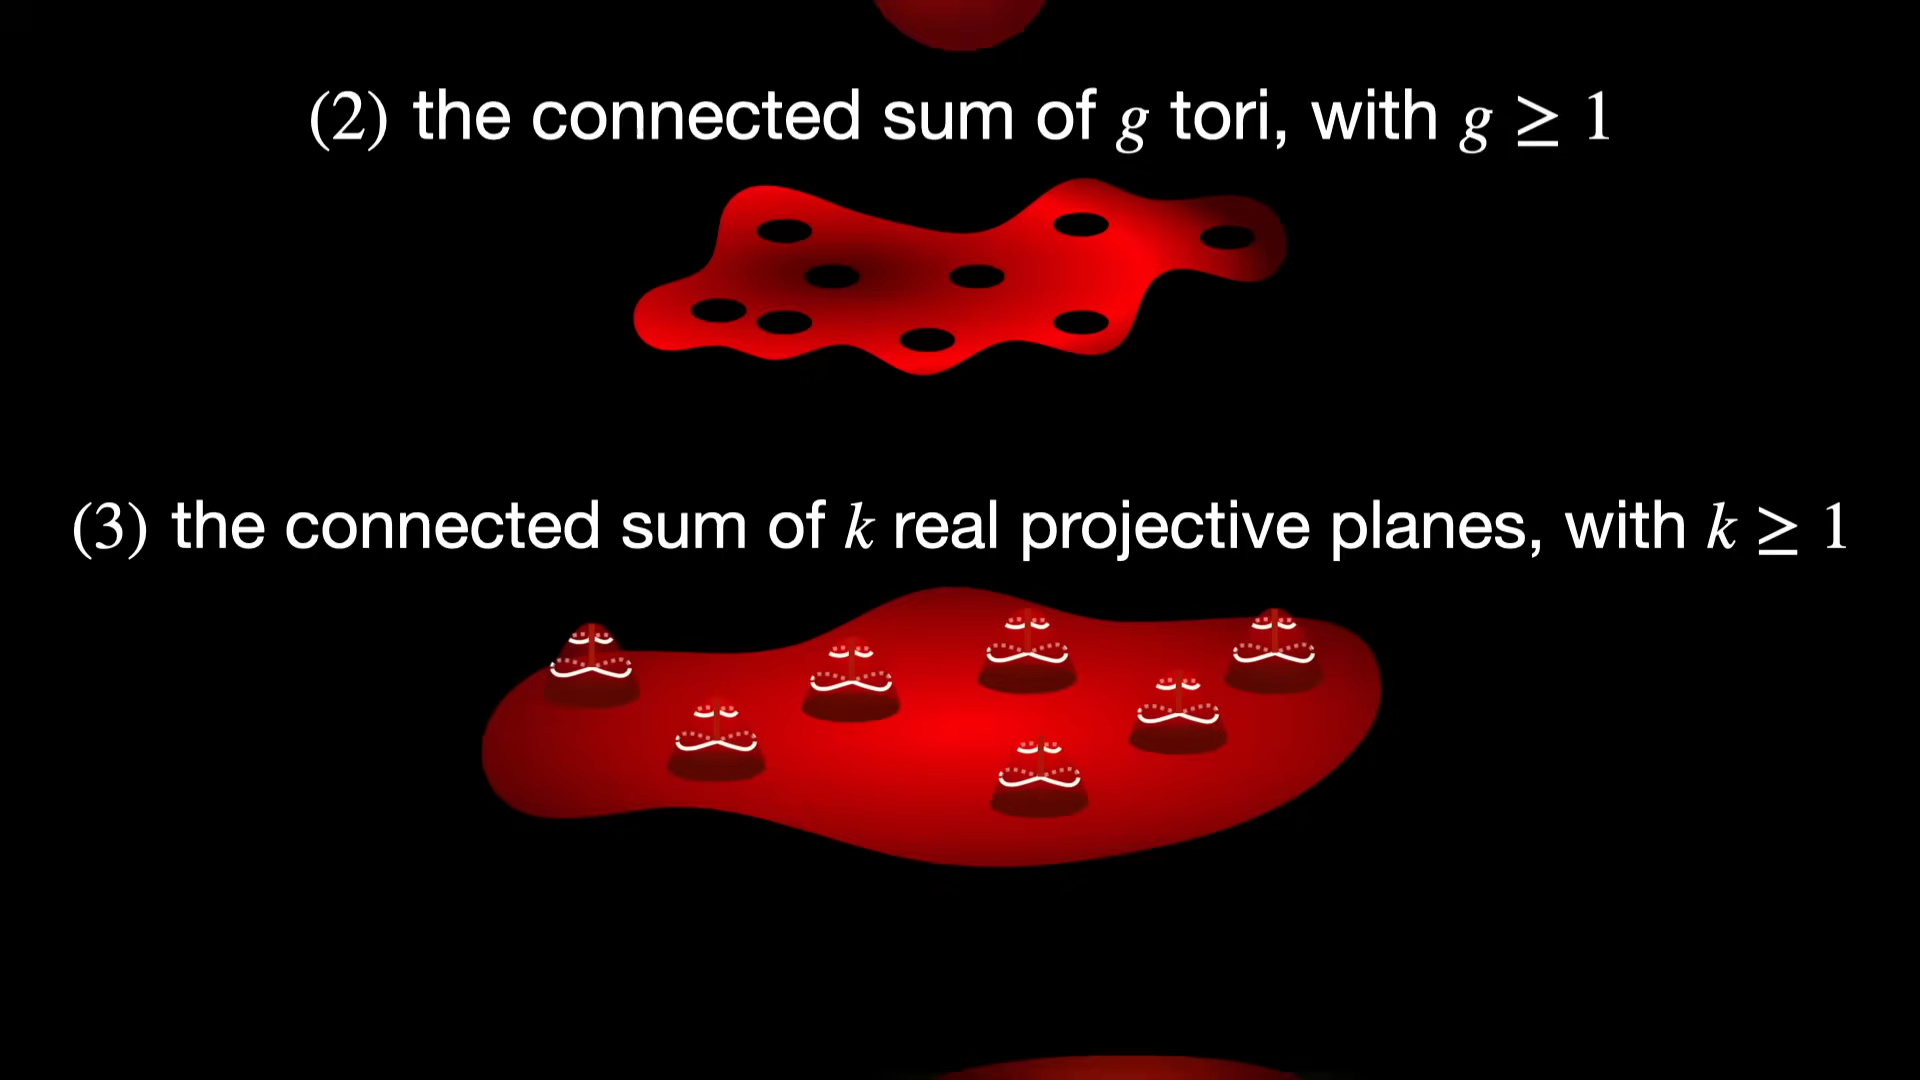 (2) the connected sum of g tori, with g ≥ 1
(3) the connected sum of k real projective planes, with k ≥ 1